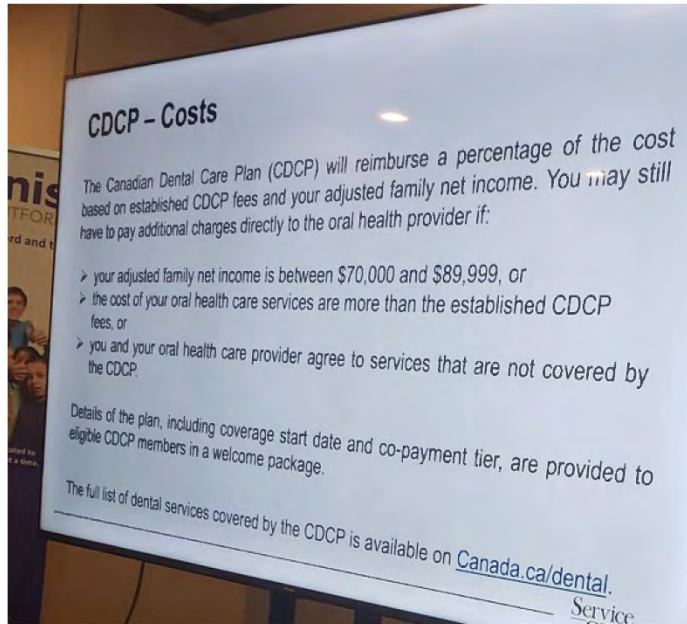 CDCP – Costs
The Canadian Dental Care Plan (CDCP) will reimburse a percentage of the cost
based on established CDCP fees and your adjusted family net income. You may still
have to pay additional charges directly to the oral health provider if:
➢ your adjusted family net income is between $70,000 and $89,999, or
➢ the cost of your oral health care services are more than the established CDCP
fees, or
➢ you and your oral health care provider agree to services that are not covered by
the CDCP.
Details of the plan, including coverage start date and co-payment tier, are provided to
eligible CDCP members in a welcome package.
The full list of dental services covered by the CDCP is available on Canada.ca/dental.
Service
nis
TFOR
rd and t
a time.